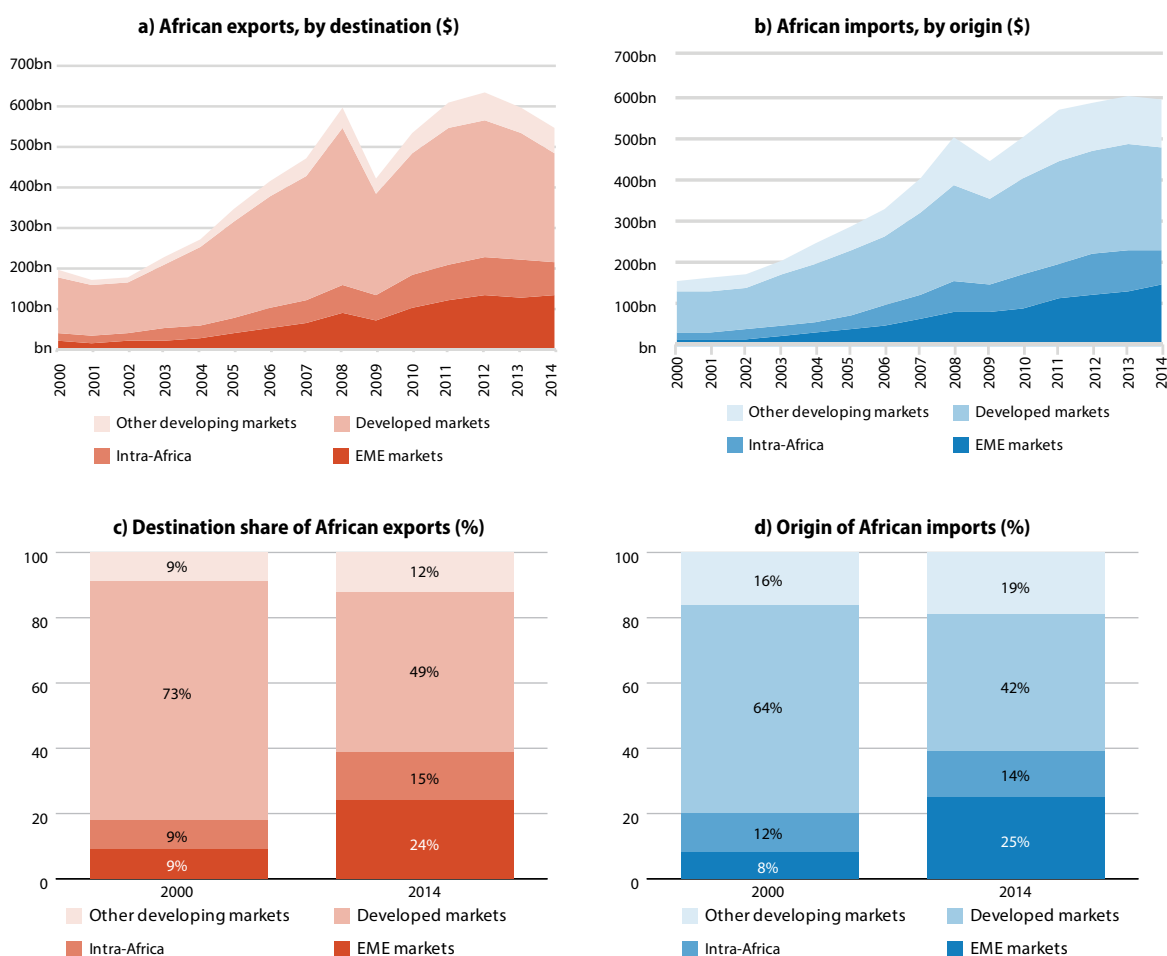 a) African exports, by destination ($)
700bn
600bn
500bn
400bn
300bn
200bn
100bn
bn
2000 2001 2002 2003 2004 2005 2006 2007 2008 2009 2010 2011 2012 2013 2014
Other developing markets Developed markets
Intra-Africa EME markets
b) African imports, by origin ($)
700bn
600bn
500bn
400bn
300bn
200bn
100bn
bn
2000 2001 2002 2003 2004 2005 2006 2007 2008 2009 2010 2011 2012 2013 2014
Other developing markets Developed markets
Intra-Africa EME markets
c) Destination share of African exports (%)
100
80
60
40
20
0
9%
73%
9%
9%
12%
49%
15%
24%
2000 2014
Other developing markets Developed markets
Intra-Africa EME markets
d) Origin of African imports (%)
100
80
60
40
20
0
16%
64%
12%
8%
19%
42%
14%
25%
2000 2014
Other developing markets Developed markets
Intra-Africa EME markets